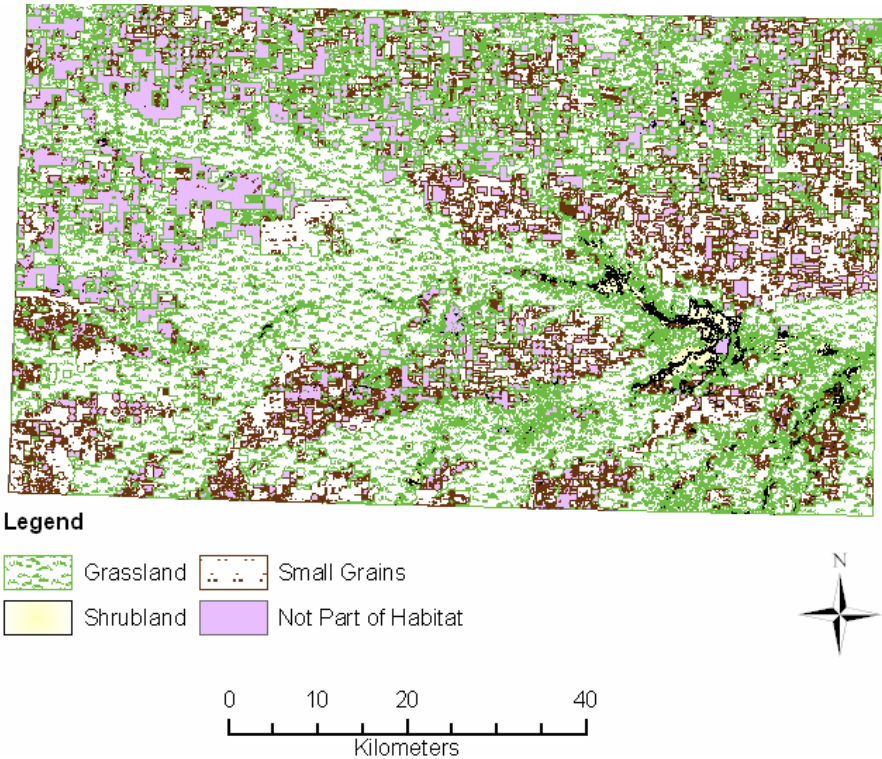 Legend
Grassland
Small Grains
Shrubland
Not Part of Habitat
N
0 10 20 40
Kilometers